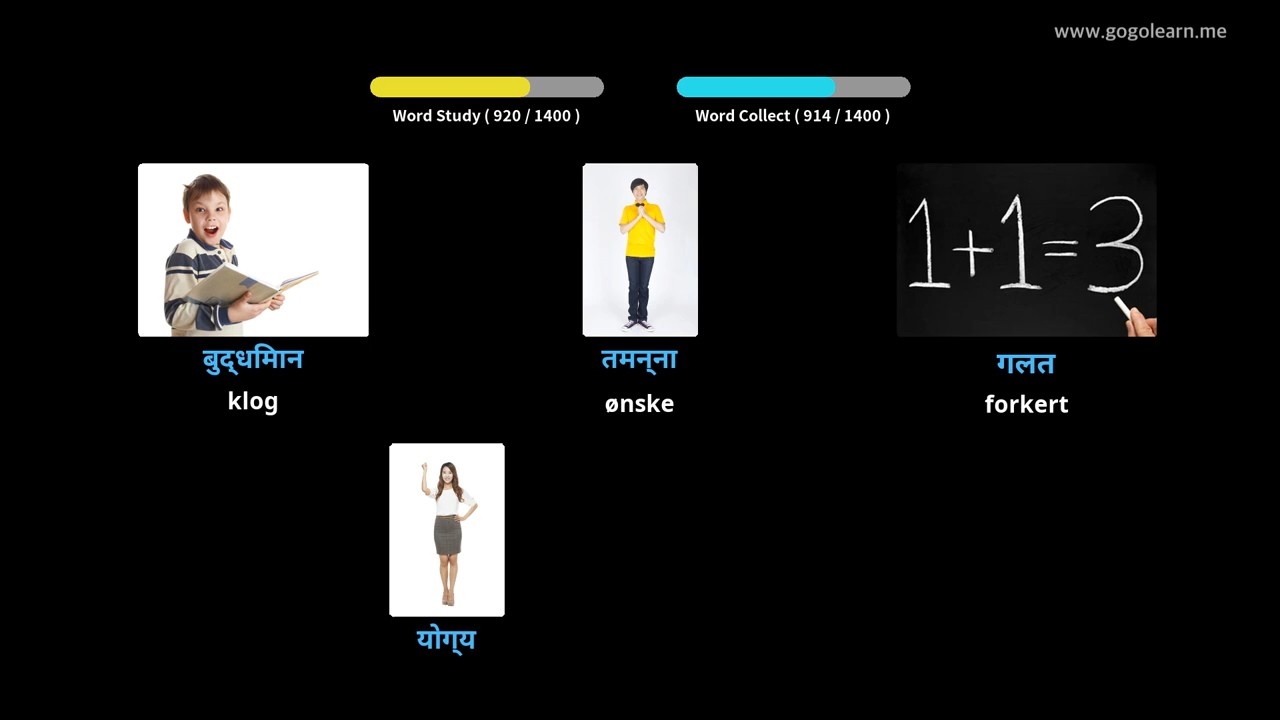 www.gogolearn.me
Word Study ( 920 / 1400 )
Word Collect ( 914 / 1400 )
1+1=3
बुद्धिमान
klog
तमन्ना
ønske
गलत
forkert
योग्य